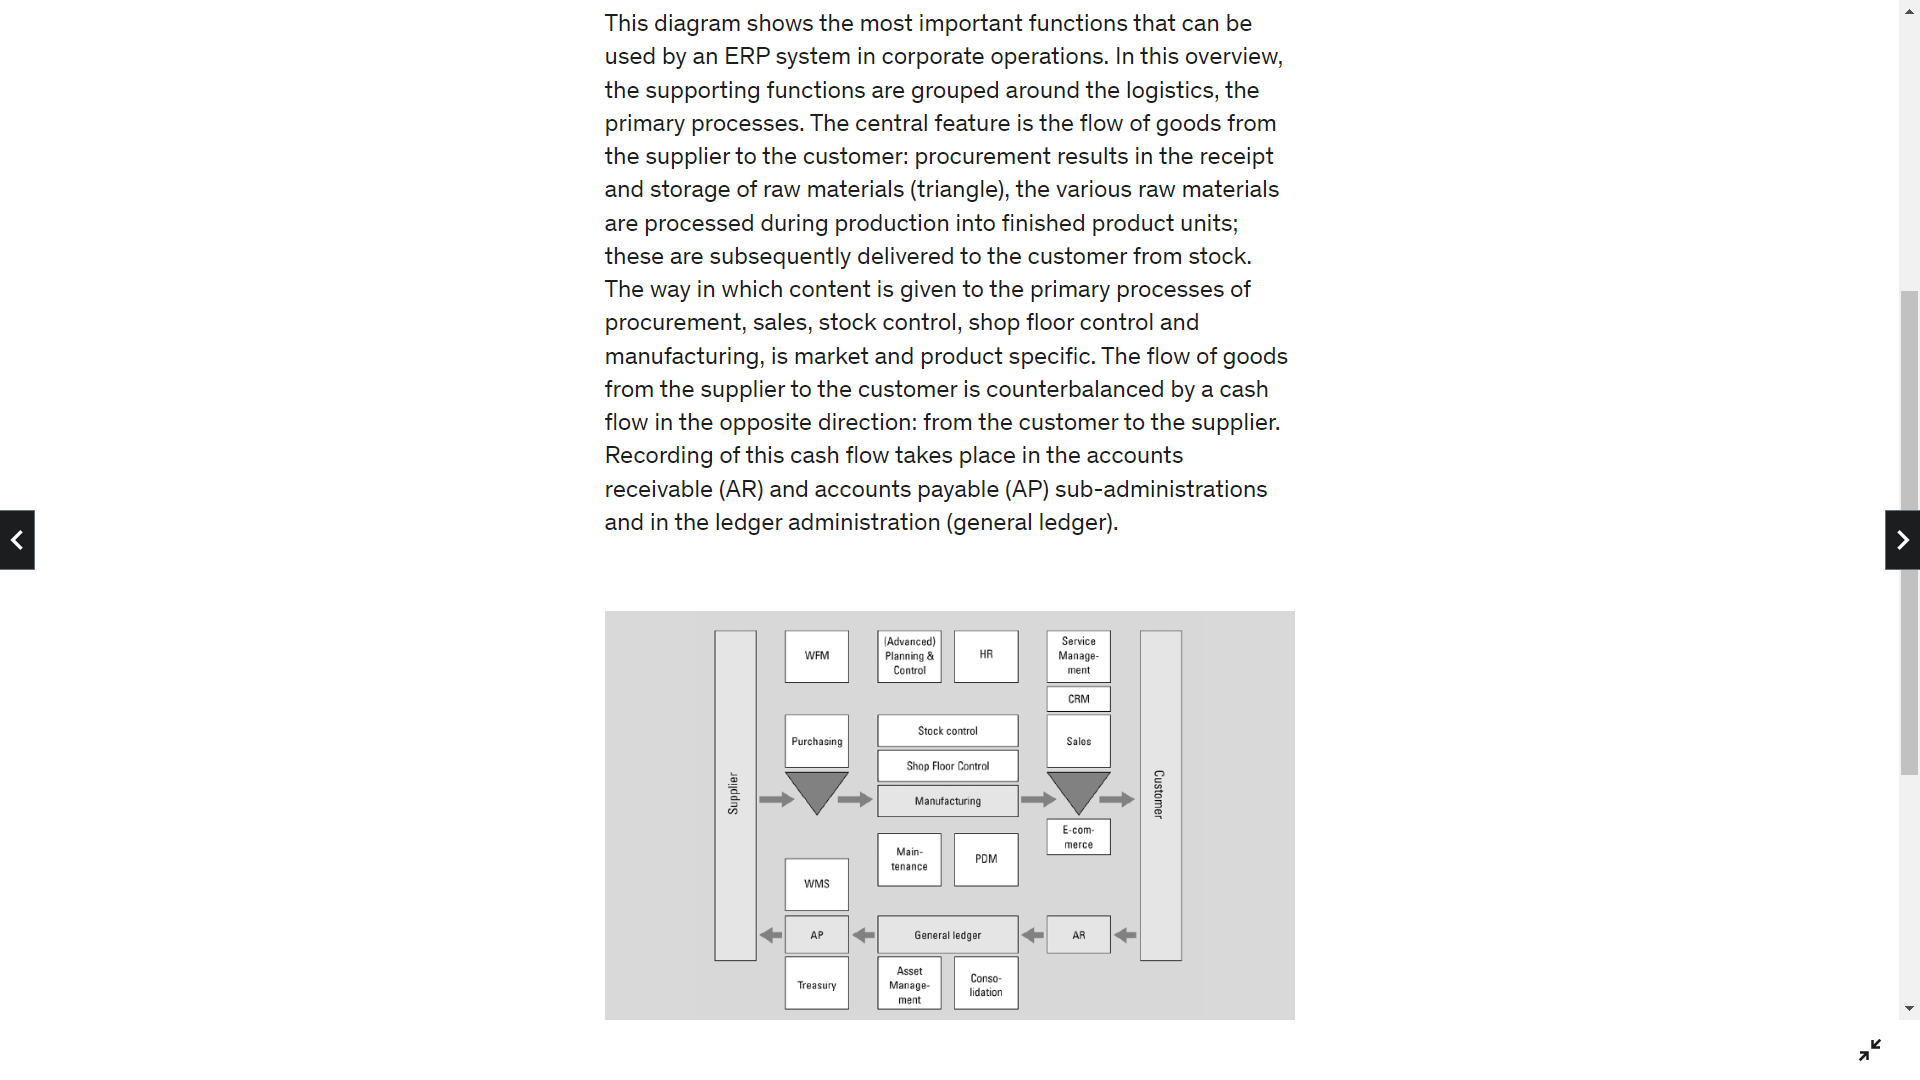 This diagram shows the most important functions that can be
used by an ERP system in corporate operations. In this overview,
the supporting functions are grouped around the logistics, the
primary processes. The central feature is the flow of goods from
the supplier to the customer: procurement results in the receipt
and storage of raw materials (triangle), the various raw materials
are processed during production into finished product units;
these are subsequently delivered to the customer from stock.
The way in which content is given to the primary processes of
procurement, sales, stock control, shop floor control and
manufacturing, is market and product specific. The flow of goods
from the supplier to the customer is counterbalanced by a cash
flow in the opposite direction: from the customer to the supplier.
Recording of this cash flow takes place in the accounts
receivable (AR) and accounts payable (AP) sub-administrations
and in the ledger administration (general ledger).
Supplier
WFM
(Advanced)
Planning &
Control
HR
Service
Manage-
ment
CRM
Purchasing
Stock control
Shop Floor Control
Manufacturing
Sales
Customer
E-com-
merce
Main-
tenance
PDM
WMS
AP
General ledger
AR
Treasury
Asset
Manage-
ment
Conso-
lidation